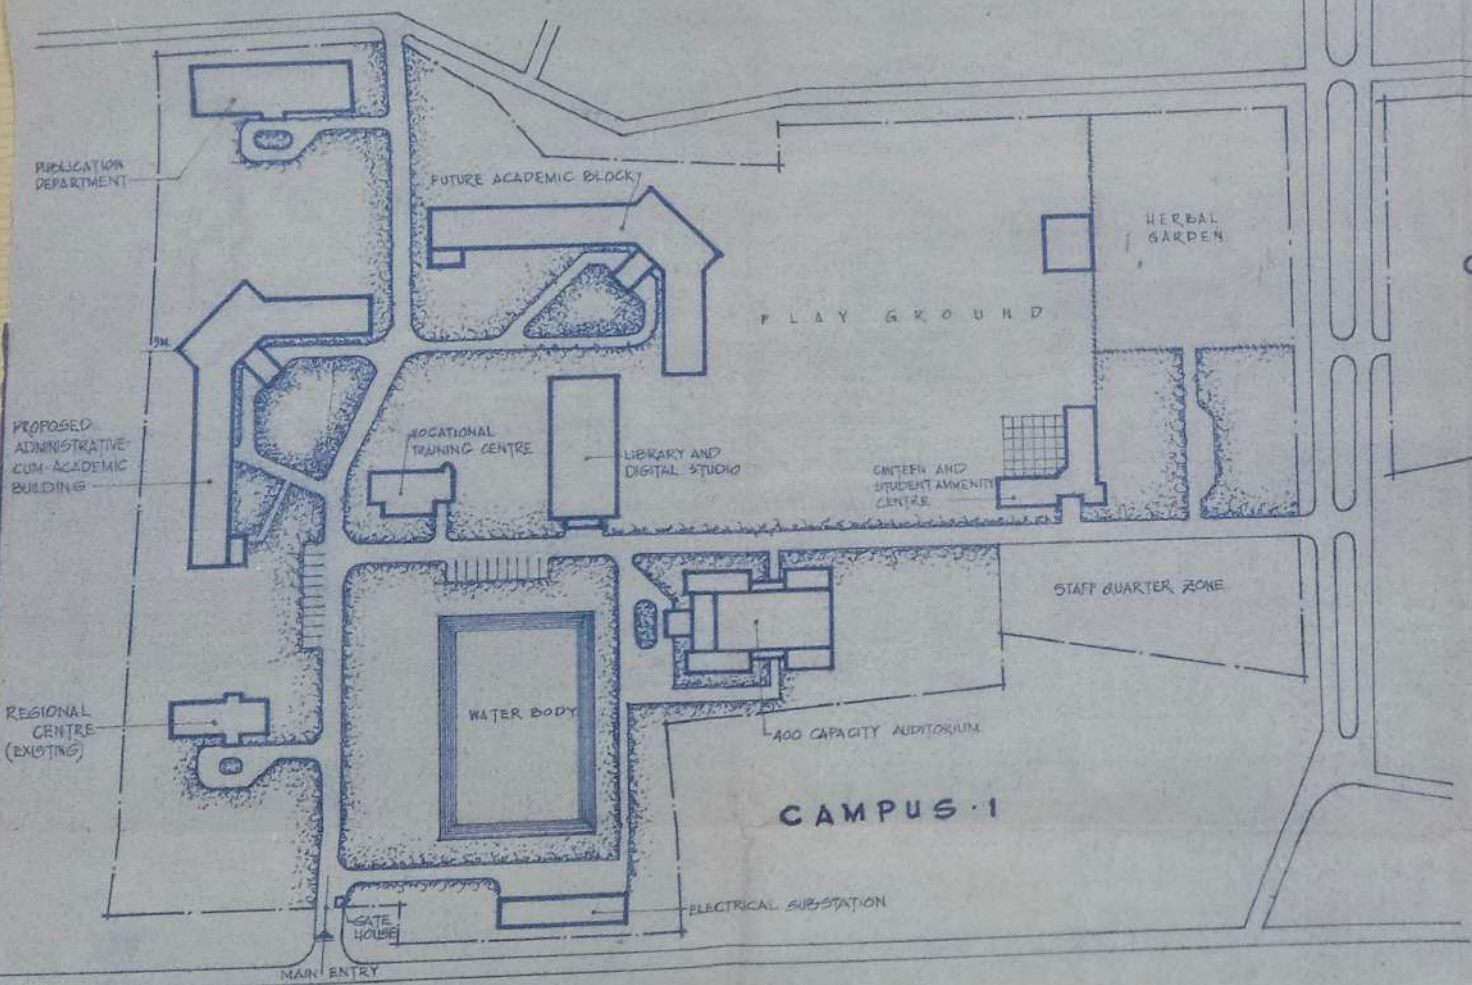 PUBLICATION
DEPARTMENT
FUTURE ACADEMIC BLOCK
HERBAL
GARDEN
PLAY GROUND
9M
PROPOSED
ADMINISTRATIVE-
CUM-ACADEMIC
BUILDING
VOCATIONAL
TRAINING CENTRE
LIBRARY AND
DIGITAL STUDIO
CANTEEN AND
STUDENT AMMENITY
CENTRE
STAFF QUARTER ZONE
REGIONAL
CENTRE
(EXISTING)
WATER BODY
400 CAPACITY AUDITORIUM
CAMPUS·1
ELECTRICAL SUBSTATION
GATE
HOUSE
MAIN ENTRY